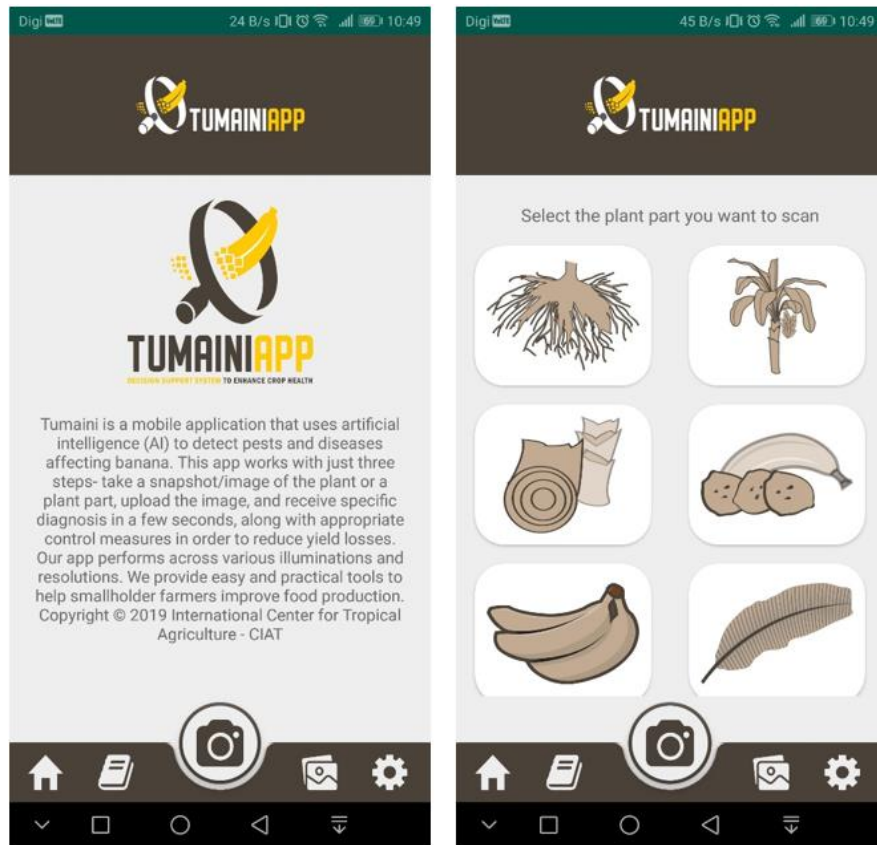 Digi VoLTE 24 B/s 69 10:49
TUMAINIAPP
TUMAINIAPP
DECISION SUPPORT SYSTEM TO ENHANCE CROP HEALTH
Tumaini is a mobile application that uses artificial
intelligence (AI) to detect pests and diseases
affecting banana. This app works with just three
steps- take a snapshot/image of the plant or a
plant part, upload the image, and receive specific
diagnosis in a few seconds, along with appropriate
control measures in order to reduce yield losses.
Our app performs across various illuminations and
resolutions. We provide easy and practical tools to
help smallholder farmers improve food production.
Copyright © 2019 International Center for Tropical
Agriculture - CIAT
Digi VoLTE 45 B/s 69 10:49
TUMAINIAPP
Select the plant part you want to scan